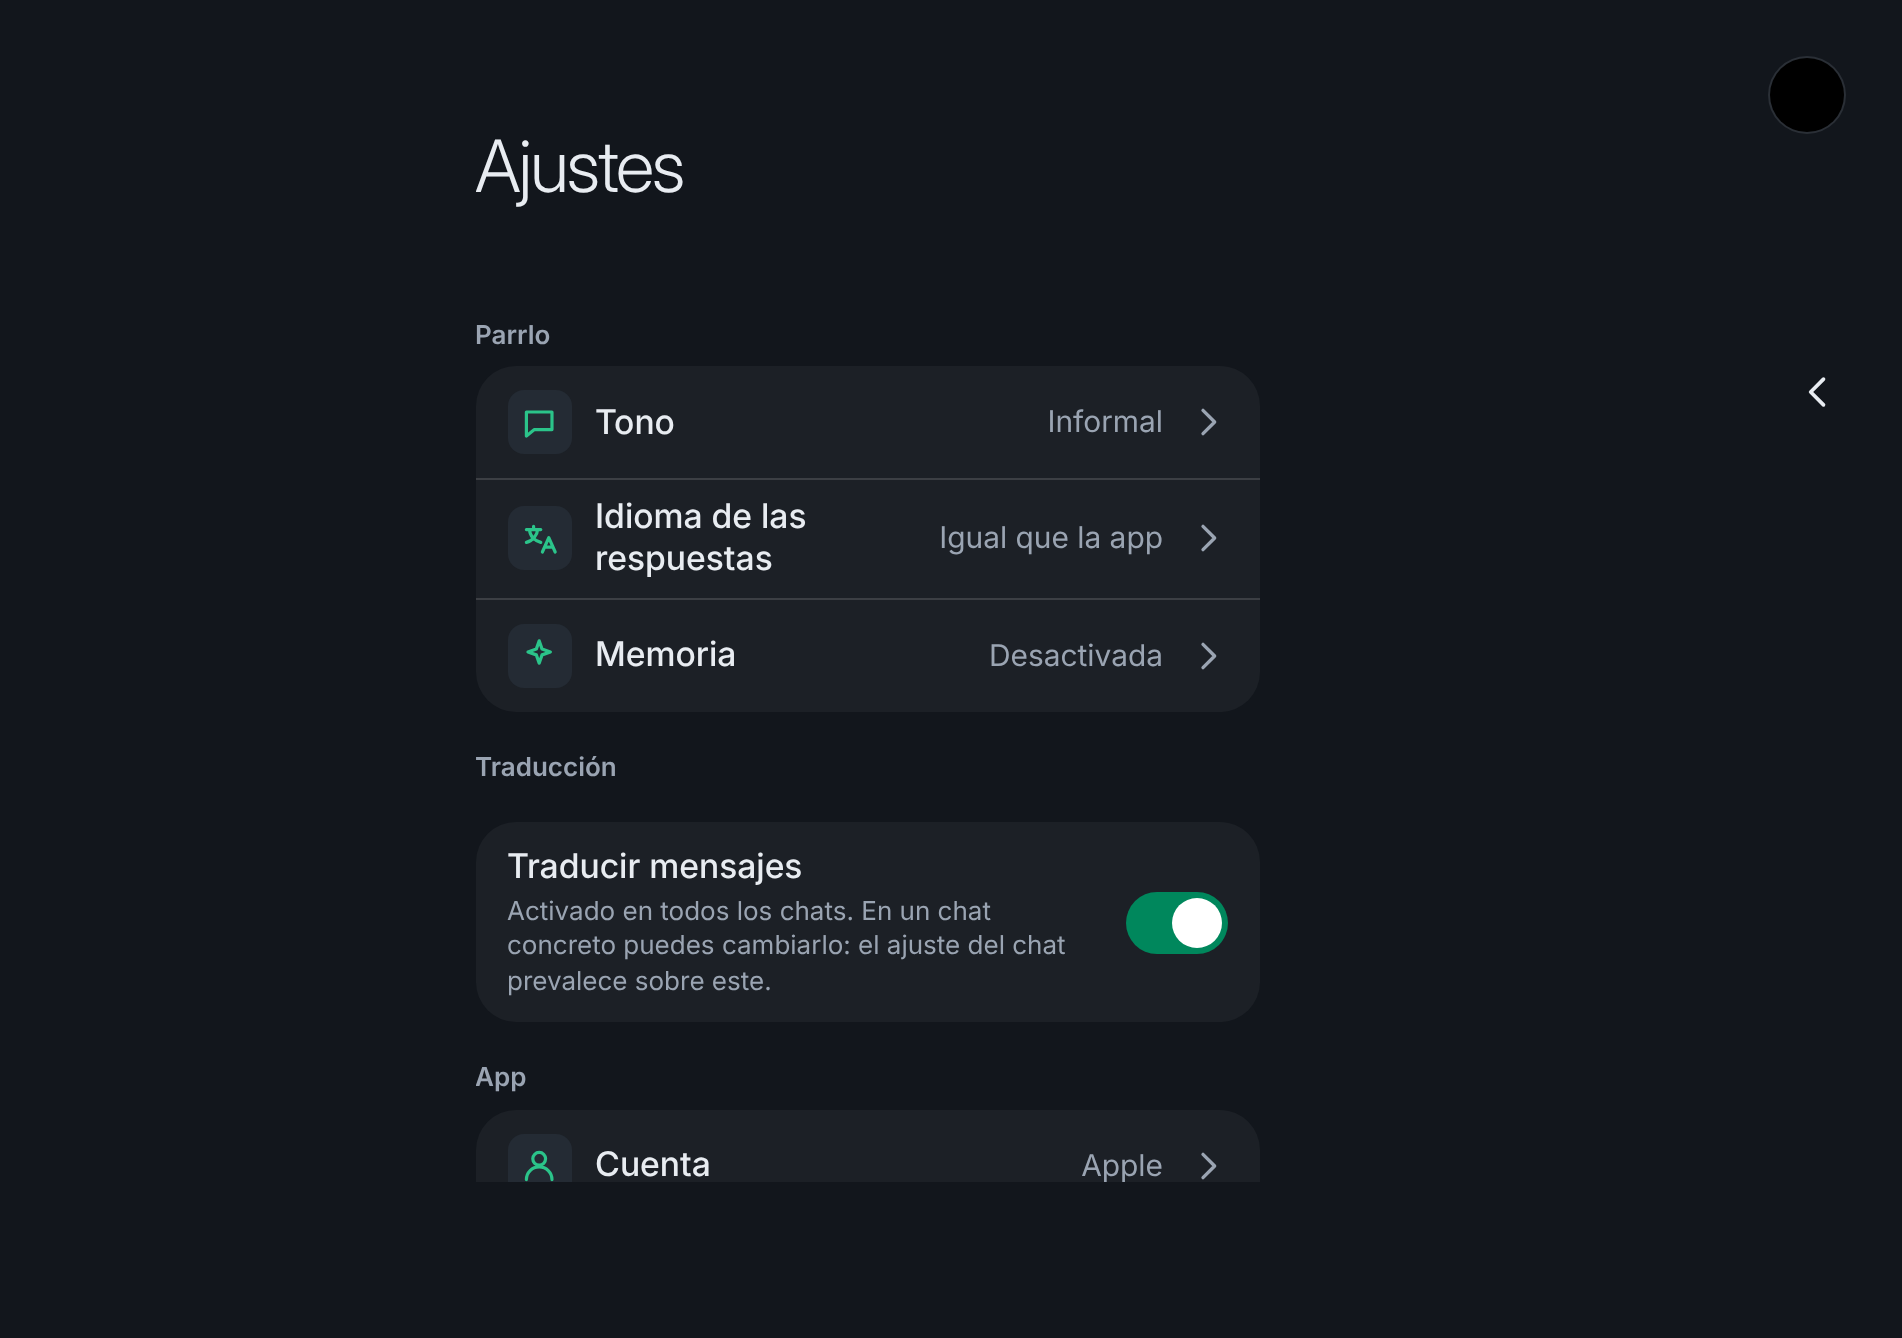 Ajustes
Parrlo
Tono
Informal
Idioma de las
respuestas
Igual que la app
Memoria
Desactivada
Traducción
Traducir mensajes
Activado en todos los chats. En un chat
concreto puedes cambiarlo: el ajuste del chat
prevalece sobre este.
App
Cuenta
Apple